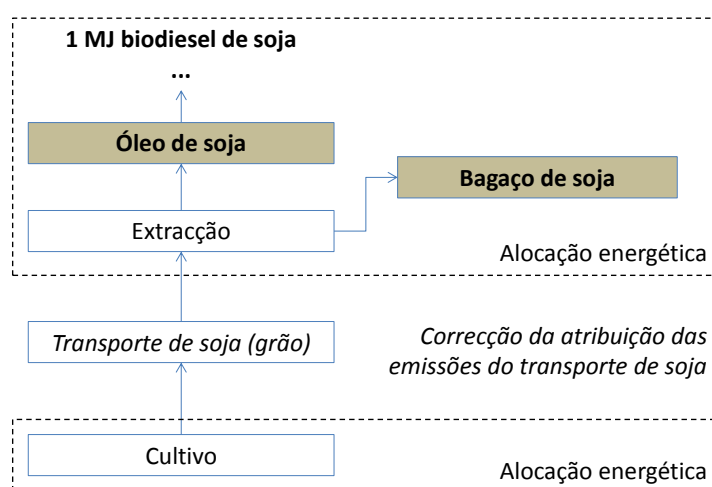 1 MJ biodiesel de soja
...
Óleo de soja
Bagaço de soja
Extracção
Alocação energética
Transporte de soja (grão)
Correcção da atribuição das
emissões do transporte de soja
Cultivo
Alocação energética